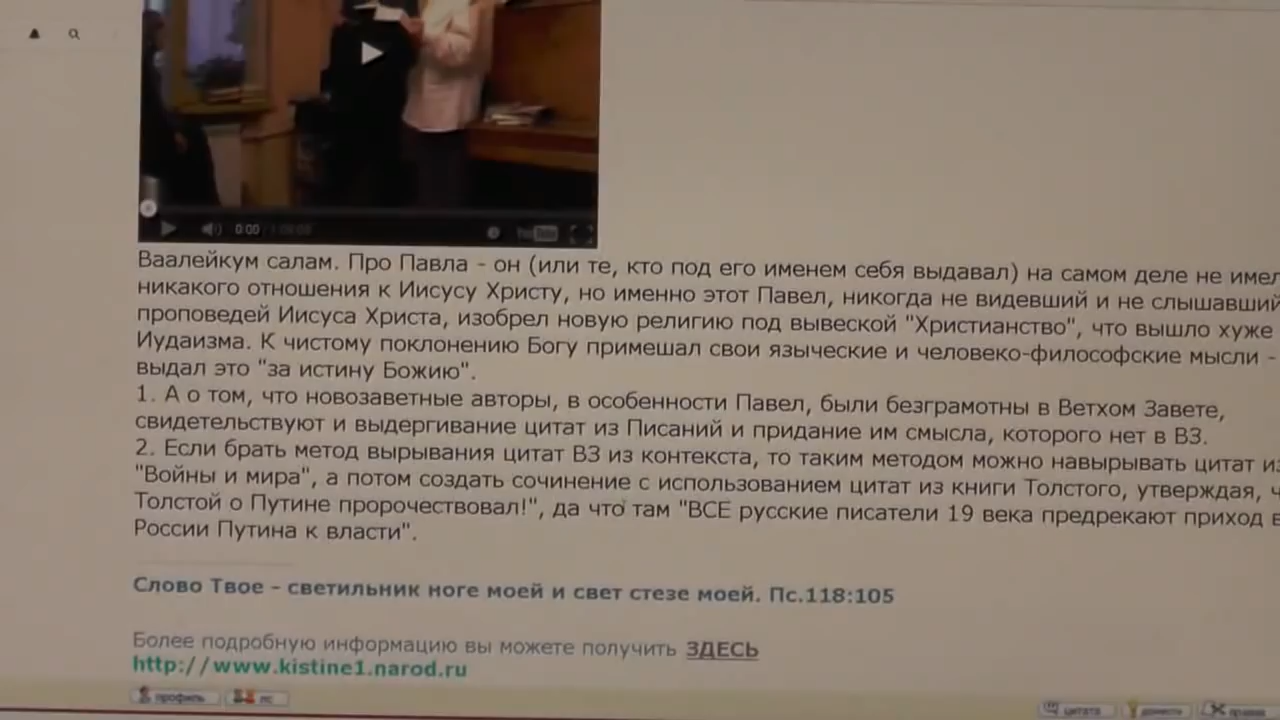 0:00
YouTube
Ваалейкум салам. Про Павла - он (или те, кто под его именем себя выдавал) на самом деле не имел
никакого отношения к Иисусу Христу, но именно этот Павел, никогда не видевший и не слышавший
проповедей Иисуса Христа, изобрел новую религию под вывеской "Христианство", что вышло хуже
Иудаизма. К чистому поклонению Богу примешал свои языческие и человеко-философские мысли -
выдал это "за истину Божию".
1. А о том, что новозаветные авторы, в особенности Павел, были безграмотны в Ветхом Завете,
свидетельствуют и выдергивание цитат из Писаний и придание им смысла, которого нет в ВЗ.
2. Если брать метод вырывания цитат ВЗ из контекста, то таким методом можно навырывать цитат из
"Войны и мира", а потом создать сочинение с использованием цитат из книги Толстого, утверждая, ч
Толстой о Путине пророчествовал!", да что там "ВСЕ русские писатели 19 века предрекают приход в
России Путина к власти".
Слово Твое - светильник ноге моей и свет стезе моей. Пс.118:105
Более подробную информацию вы можете получить ЗДЕСЬ
http://www.kistine1.narod.ru
профиль лс цитата